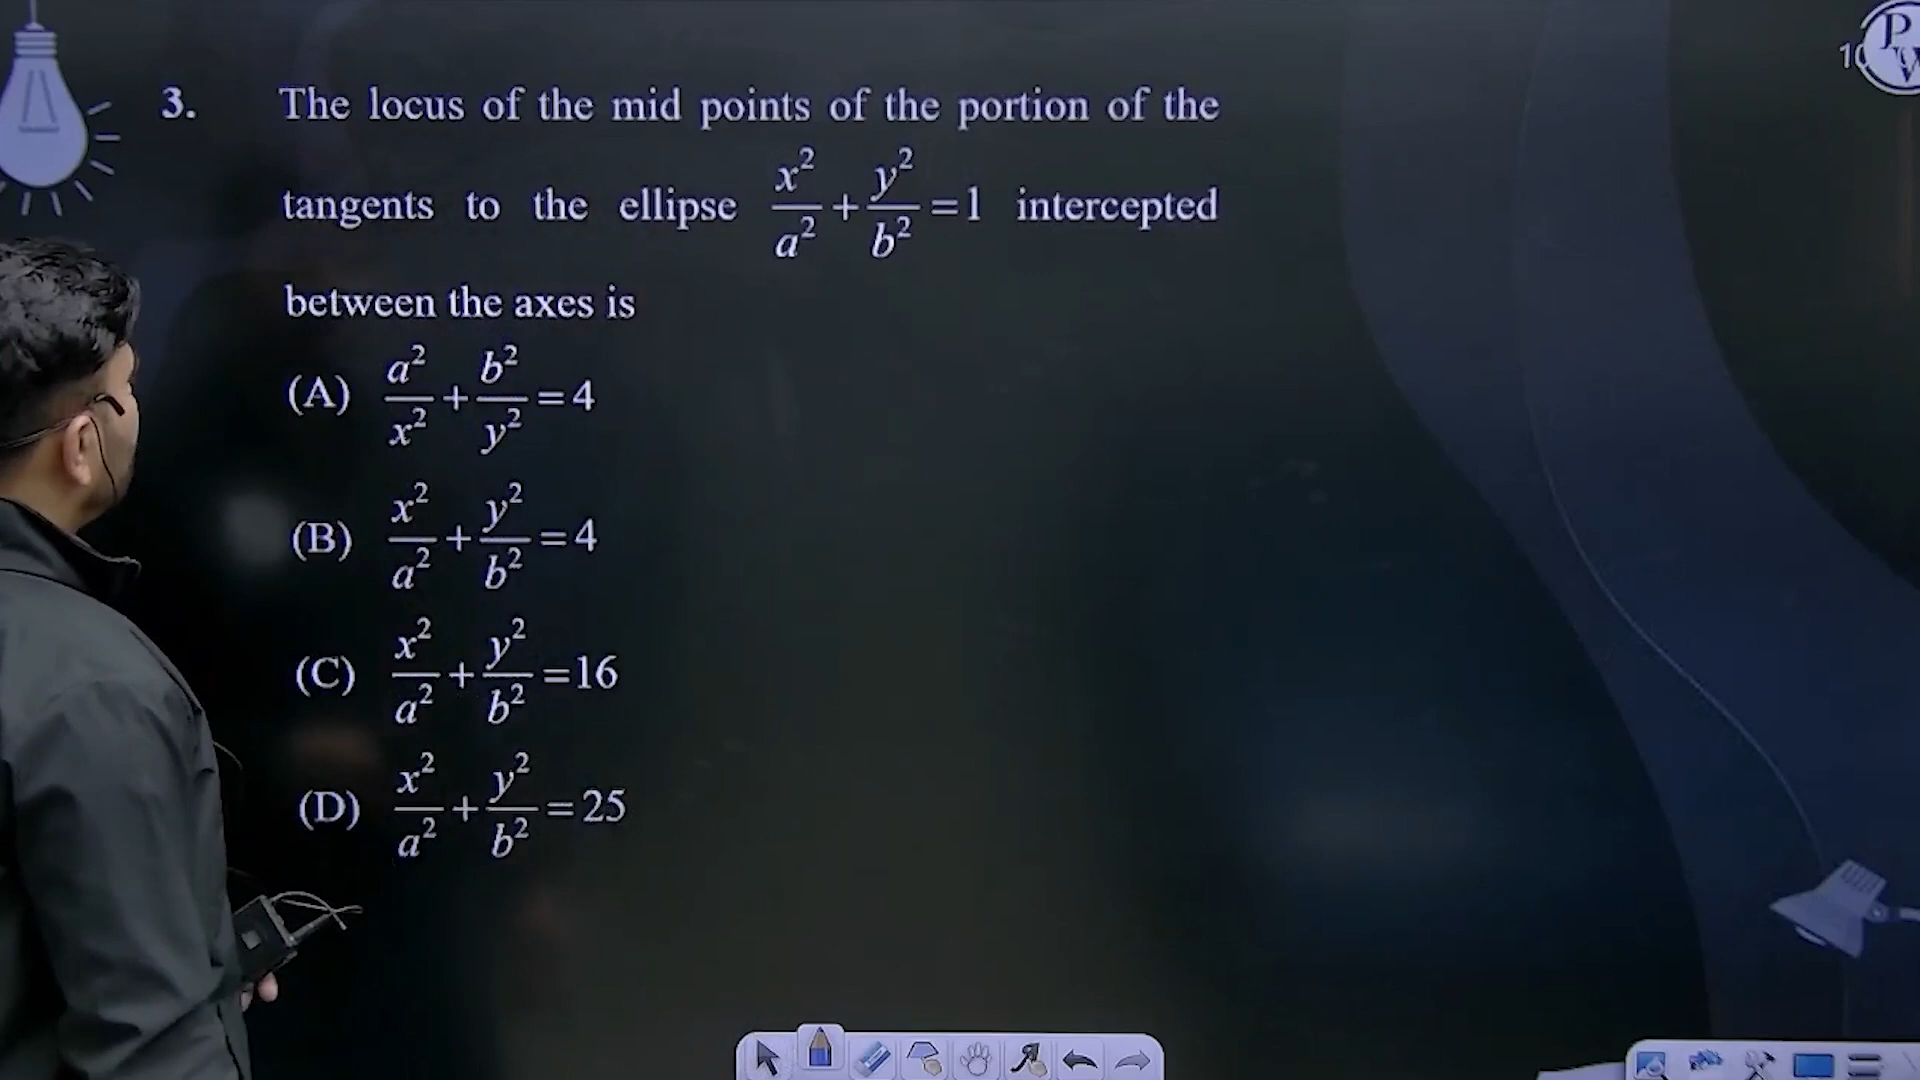 10
PW
3. The locus of the mid points of the portion of the
tangents to the ellipse x²/a² + y²/b² = 1 intercepted
between the axes is
(A) a²/x² + b²/y² = 4
(B) x²/a² + y²/b² = 4
(C) x²/a² + y²/b² = 16
(D) x²/a² + y²/b² = 25